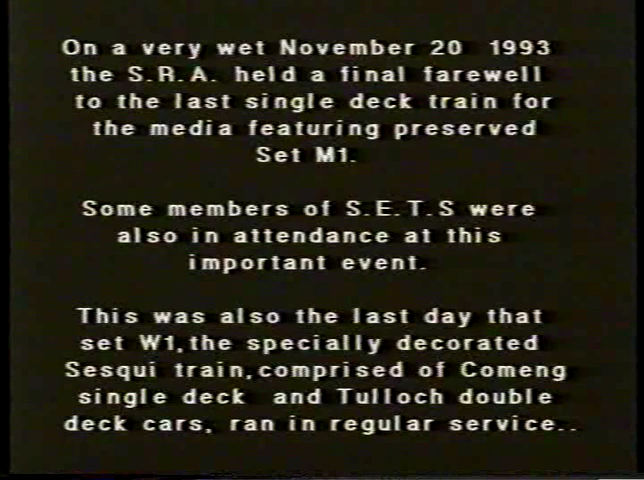 On a very wet November 20 1993
the S.R.A. held a final farewell
to the last single deck train for
the media featuring preserved
Set M1.
Some members of S.E.T.S were
also in attendance at this
important event.
This was also the last day that
set W1,the specially decorated
Sesqui train,comprised of Comeng
single deck and Tulloch double
deck cars, ran in regular service..